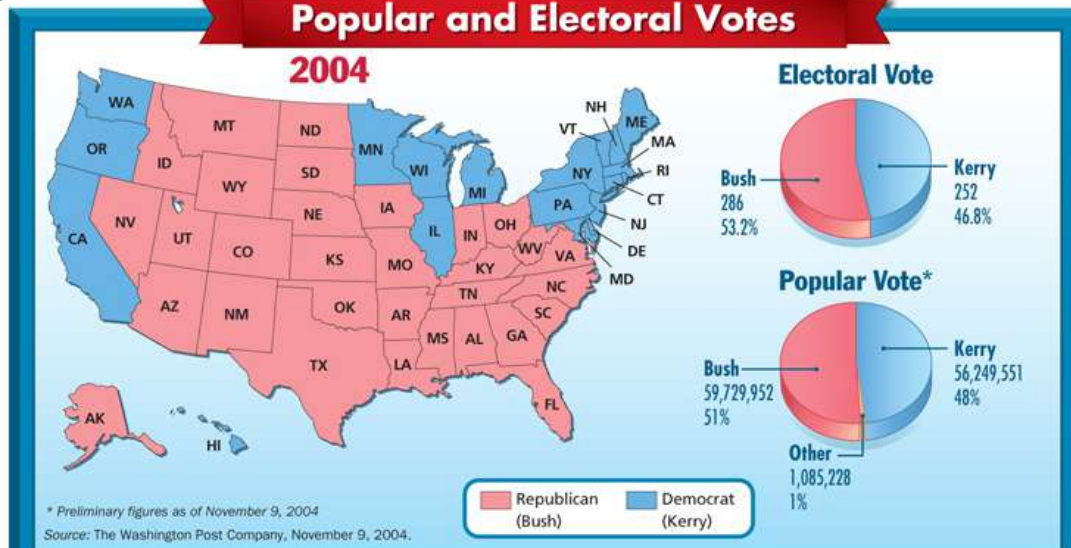 Popular and Electoral Votes
2004
WA
OR
CA
NV
ID
MT
WY
UT
AZ
CO
NM
ND
SD
NE
KS
OK
TX
MN
IA
MO
AR
LA
WI
IL
MI
IN
OH
KY
TN
MS
AL
GA
FL
SC
NC
VA
WV
PA
NY
VT
NH
ME
MA
RI
CT
NJ
DE
MD
AK
HI
Electoral Vote
Bush
286
53.2%
Kerry
252
46.8%
Popular Vote*
Bush
59,729,952
51%
Kerry
56,249,551
48%
Other
1,085,228
1%
Republican
(Bush)
Democrat
(Kerry)
* Preliminary figures as of November 9, 2004
Source: The Washington Post Company, November 9, 2004.